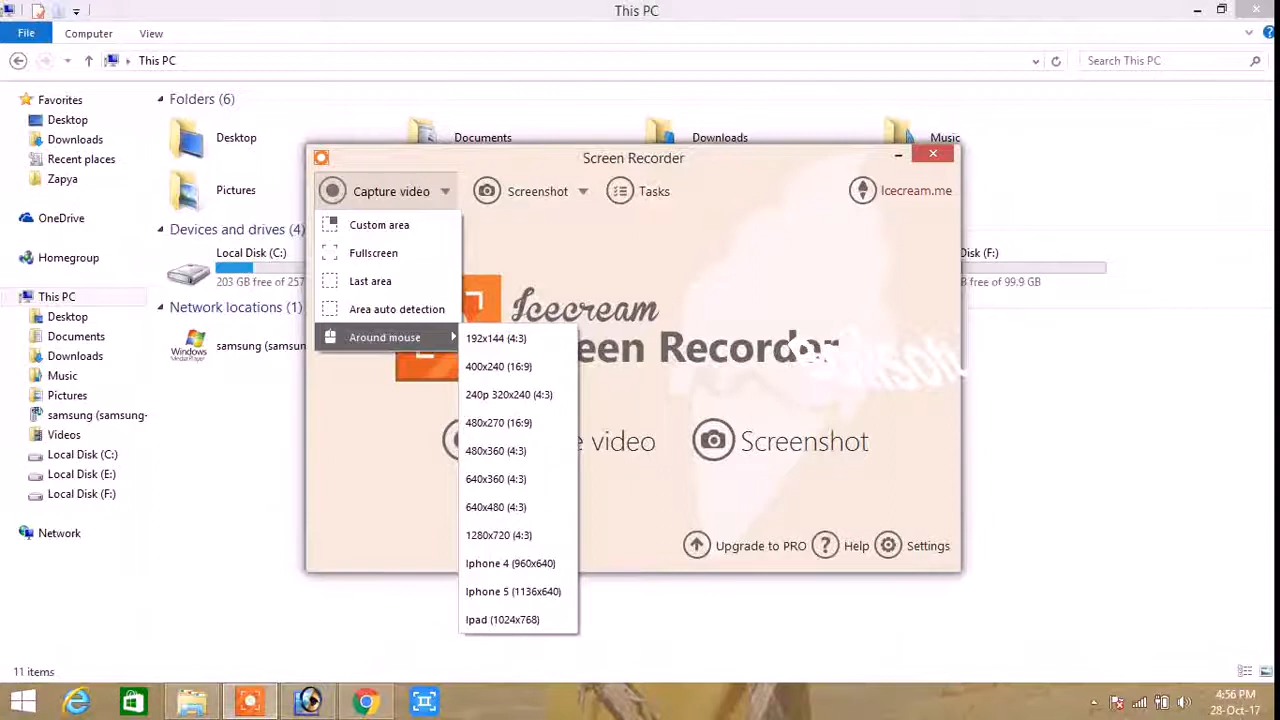 This PC
File
Computer
View
This PC
Search This PC
Favorites
Desktop
Downloads
Recent places
Zapya
OneDrive
Homegroup
This PC
Desktop
Documents
Downloads
Music
Pictures
samsung (samsung-
Videos
Local Disk (C:)
Local Disk (E:)
Local Disk (F:)
Network
Folders (6)
Desktop
Documents
Downloads
Music
Pictures
Devices and drives (4)
Local Disk (C:)
203 GB free of 257
Disk (F:)
B free of 99.9 GB
Network locations (1)
Windows
MediaPlayer
samsung (samsun
Screen Recorder
Capture video
Screenshot
Tasks
Icecream.me
Custom area
Fullscreen
Last area
Area auto detection
Around mouse
192x144 (4:3)
400x240 (16:9)
240p 320x240 (4:3)
480x270 (16:9)
480x360 (4:3)
640x360 (4:3)
640x480 (4:3)
1280x720 (4:3)
Iphone 4 (960x640)
Iphone 5 (1136x640)
Ipad (1024x768)
Icecream
een Recorder
e video
Screenshot
Upgrade to PRO
Help
Settings
11 items
4:56 PM
28-Oct-17